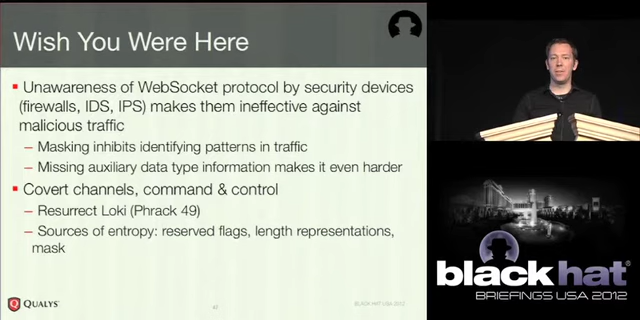 Wish You Were Here
Unawareness of WebSocket protocol by security devices
(firewalls, IDS, IPS) makes them ineffective against
malicious traffic
– Masking inhibits identifying patterns in traffic
– Missing auxiliary data type information makes it even harder
Covert channels, command & control
– Resurrect Loki (Phrack 49)
– Sources of entropy: reserved flags, length representations,
mask
QUALYS
BLACK HAT 2012
black hat
BRIEFINGS USA 2012